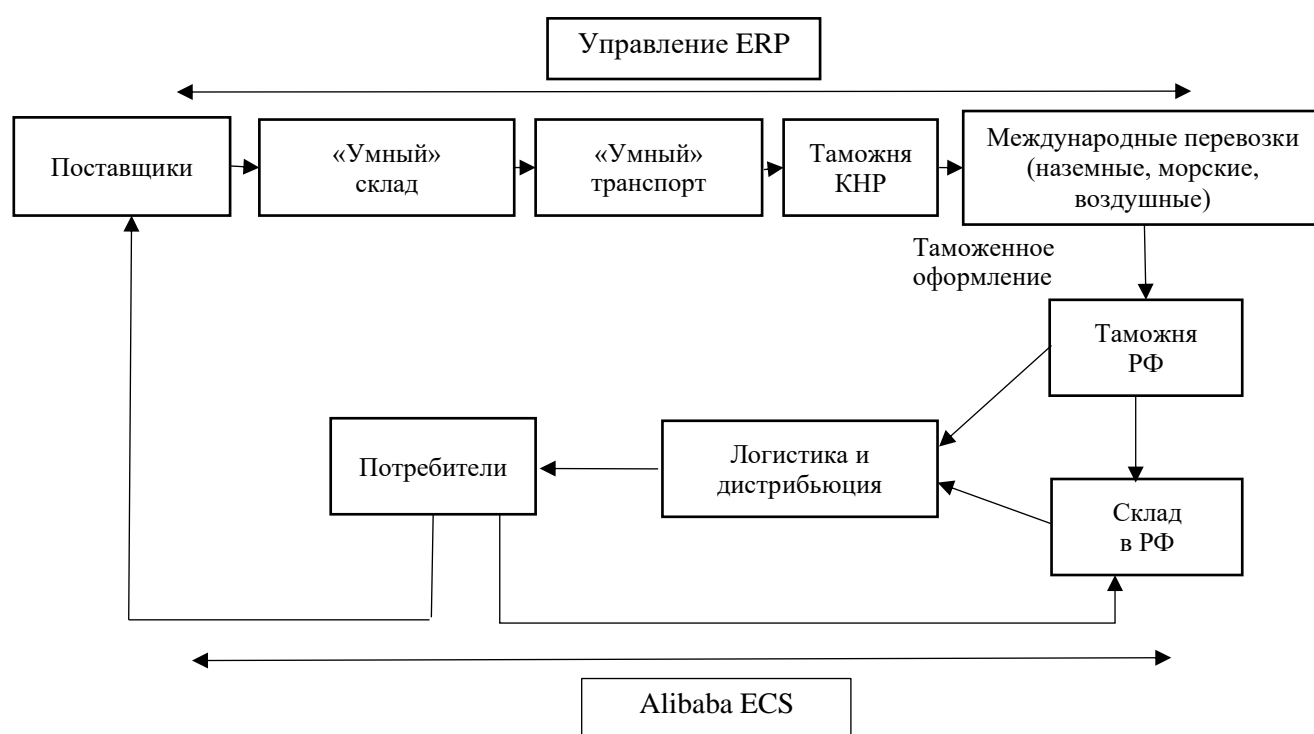 Управление ERP
Поставщики
«Умный»
склад
«Умный»
транспорт
Таможня
КНР
Международные перевозки
(наземные, морские,
воздушные)
Таможенное
оформление
Таможня
РФ
Потребители
Логистика и
дистрибьюция
Склад
в РФ
Alibaba ECS